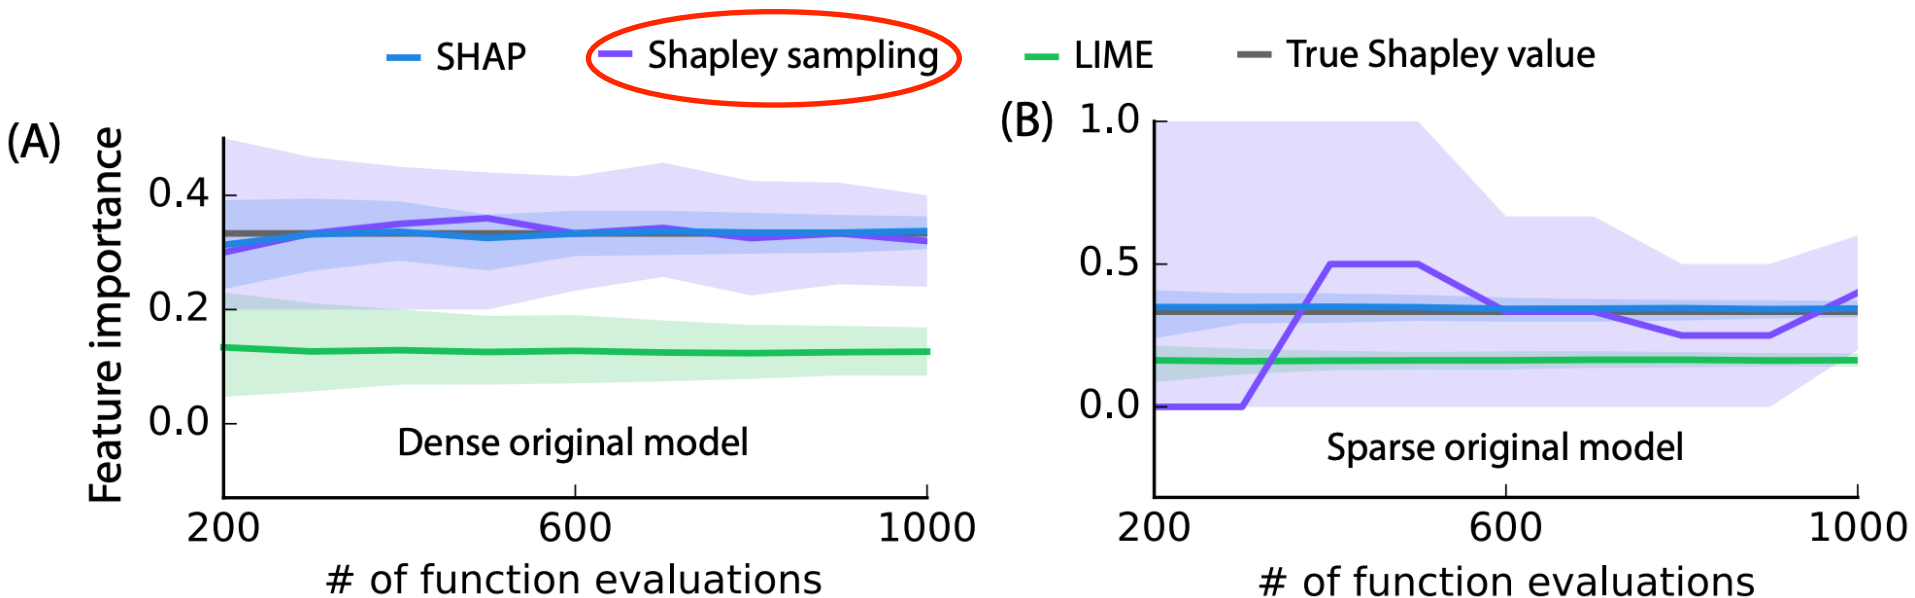 SHAP Shapley sampling LIME True Shapley value
(A)
Feature importance
0.4
0.2
0.0
Dense original model
200 600 1000
# of function evaluations
(B)
1.0
0.5
0.0
Sparse original model
200 600 1000
# of function evaluations